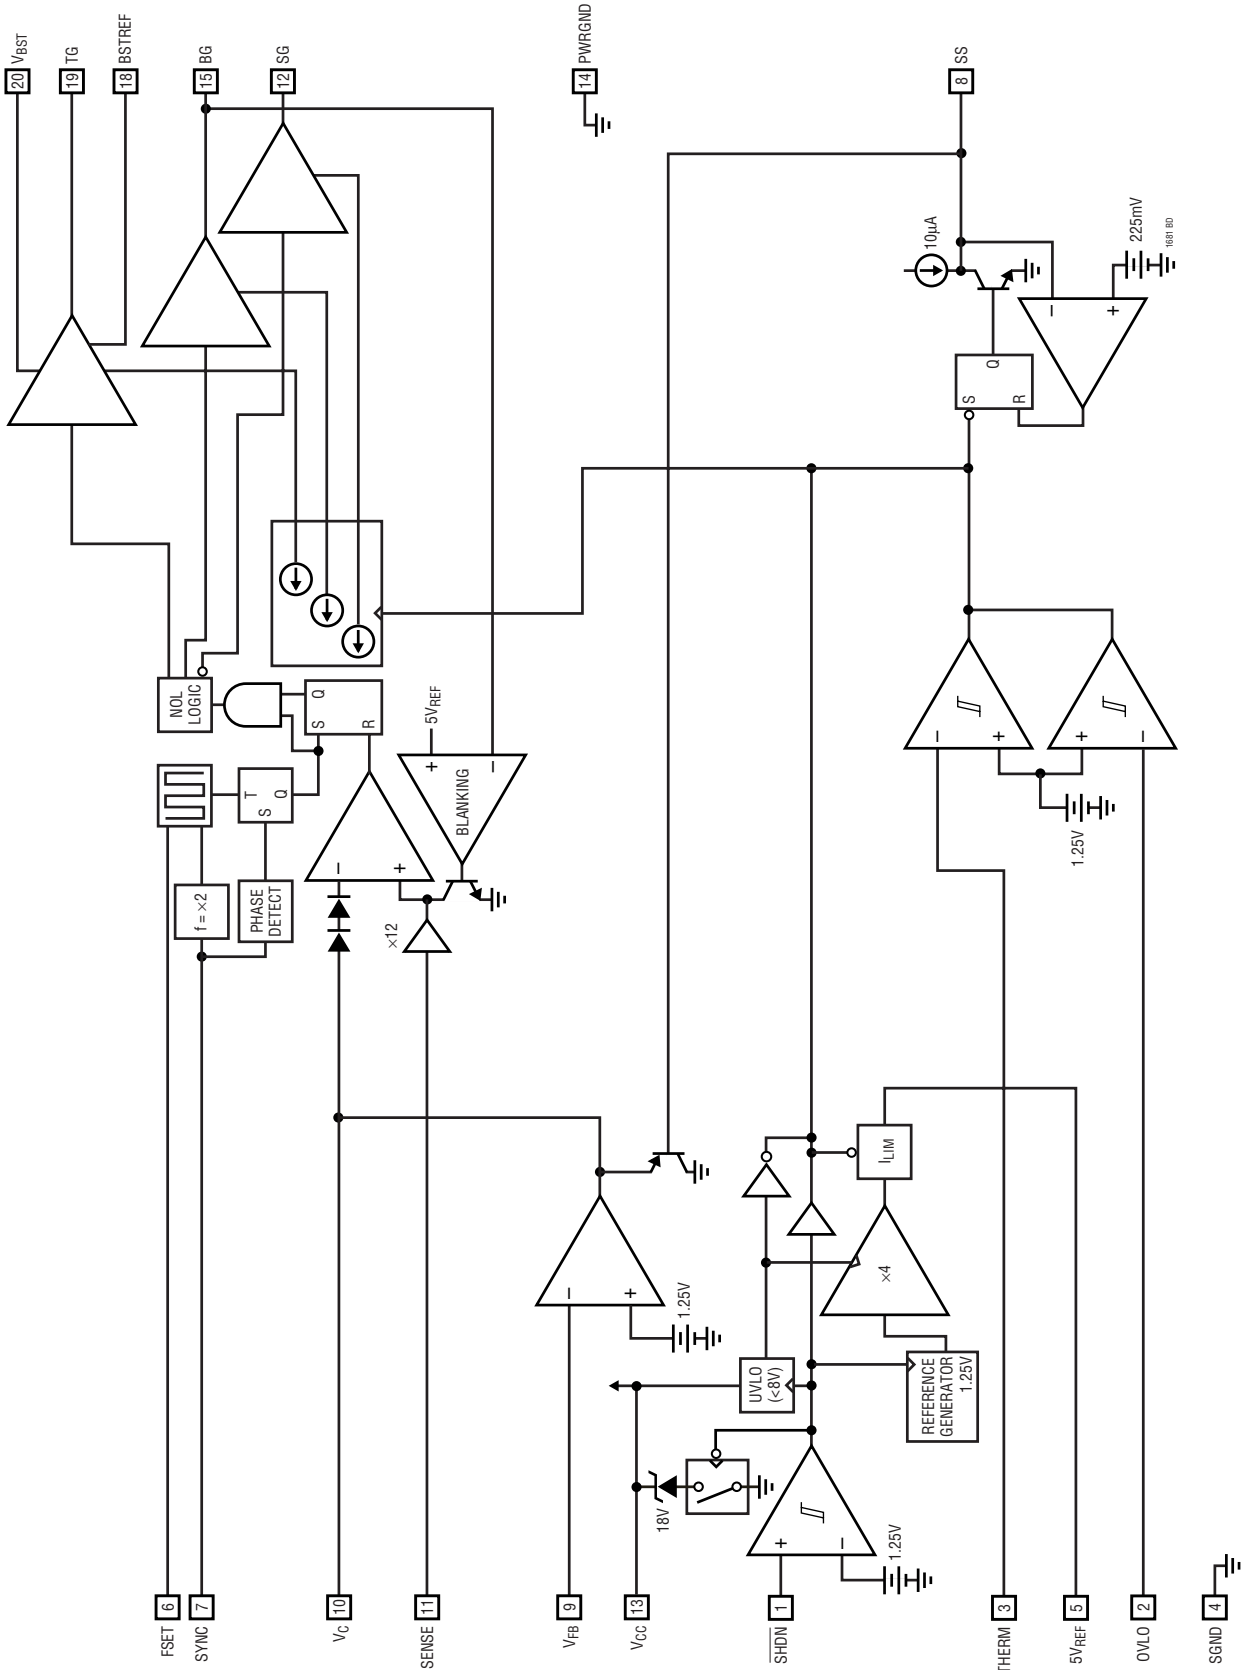 FSET
6
SYNC
7
VC
10
SENSE
11
VFB
9
VCC
13
SHDN
1
THERM
3
5VREF
5
OVLO
2
SGND
4
f = ×2
PHASE
DETECT
T
S
Q
NOL
LOGIC
S
Q
R
−
+
×12
+
−
BLANKING
5VREF
−
+
1.25V
18V
UVLO
(<8V)
+
−
1.25V
REFERENCE
GENERATOR
1.25V
×4
ILIM
−
+
+
−
1.25V
S
Q
R
−
+
10µA
225mV
1681 BD
20
VBST
19
TG
18
BSTREF
15
BG
12
SG
14
PWRGND
8
SS